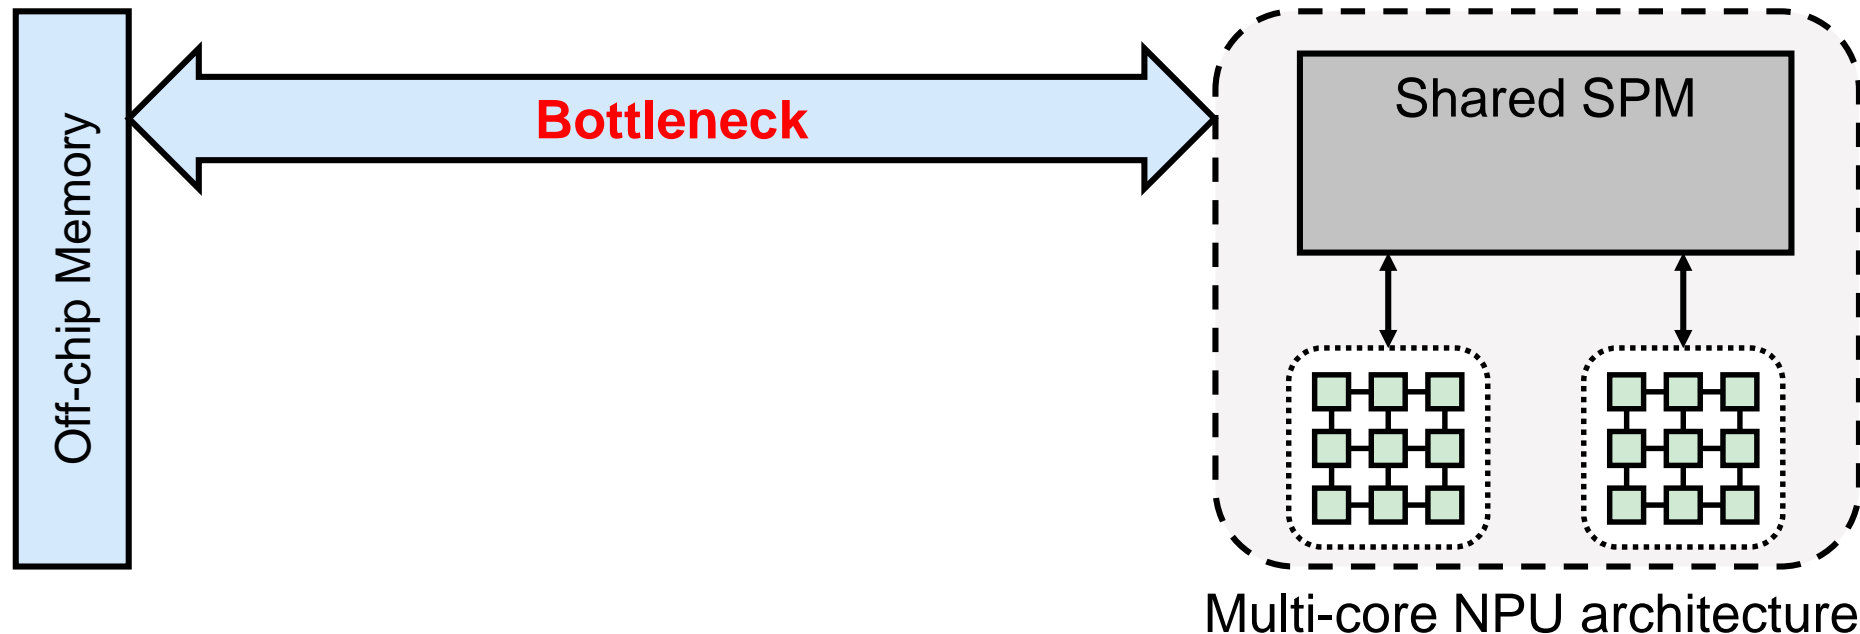 Off-chip Memory
Bottleneck
Shared SPM
Multi-core NPU architecture